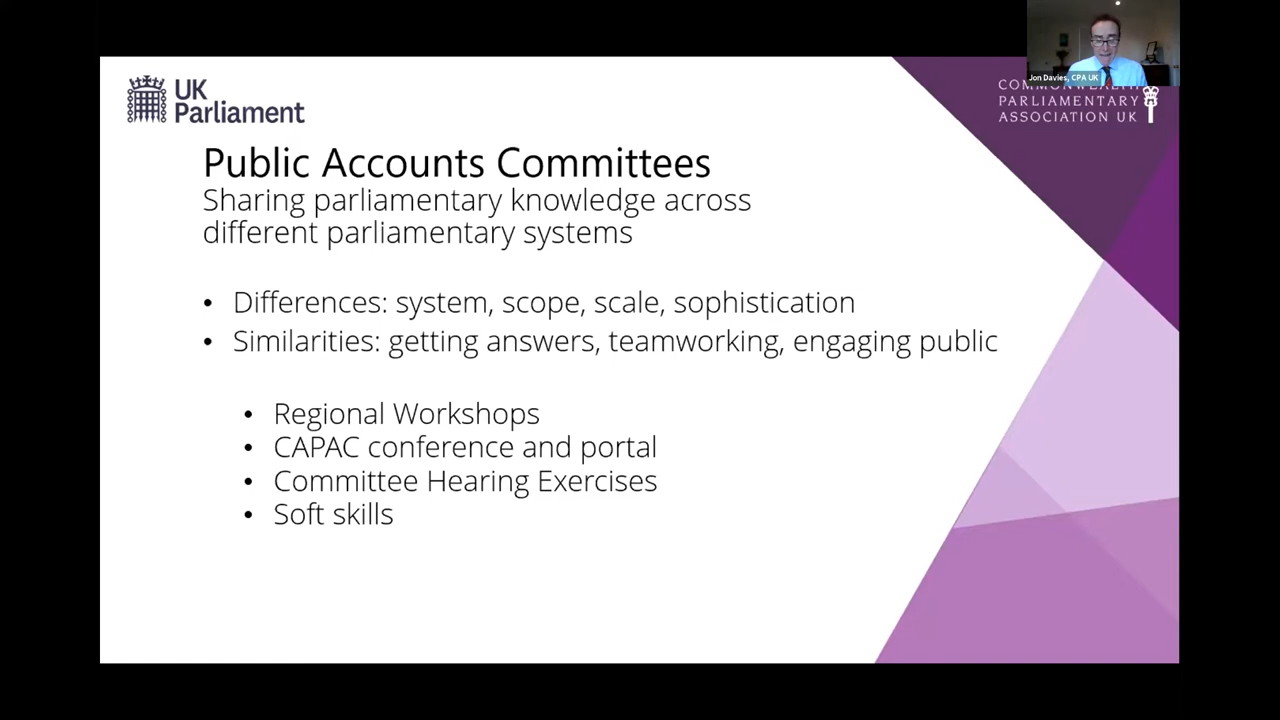 UK
Parliament
Jon Davies, CPA UK
COMMONWEALTH
PARLIAMENTARY
ASSOCIATION UK
Public Accounts Committees
Sharing parliamentary knowledge across
different parliamentary systems
• Differences: system, scope, scale, sophistication
• Similarities: getting answers, teamworking, engaging public
• Regional Workshops
• CAPAC conference and portal
• Committee Hearing Exercises
• Soft skills